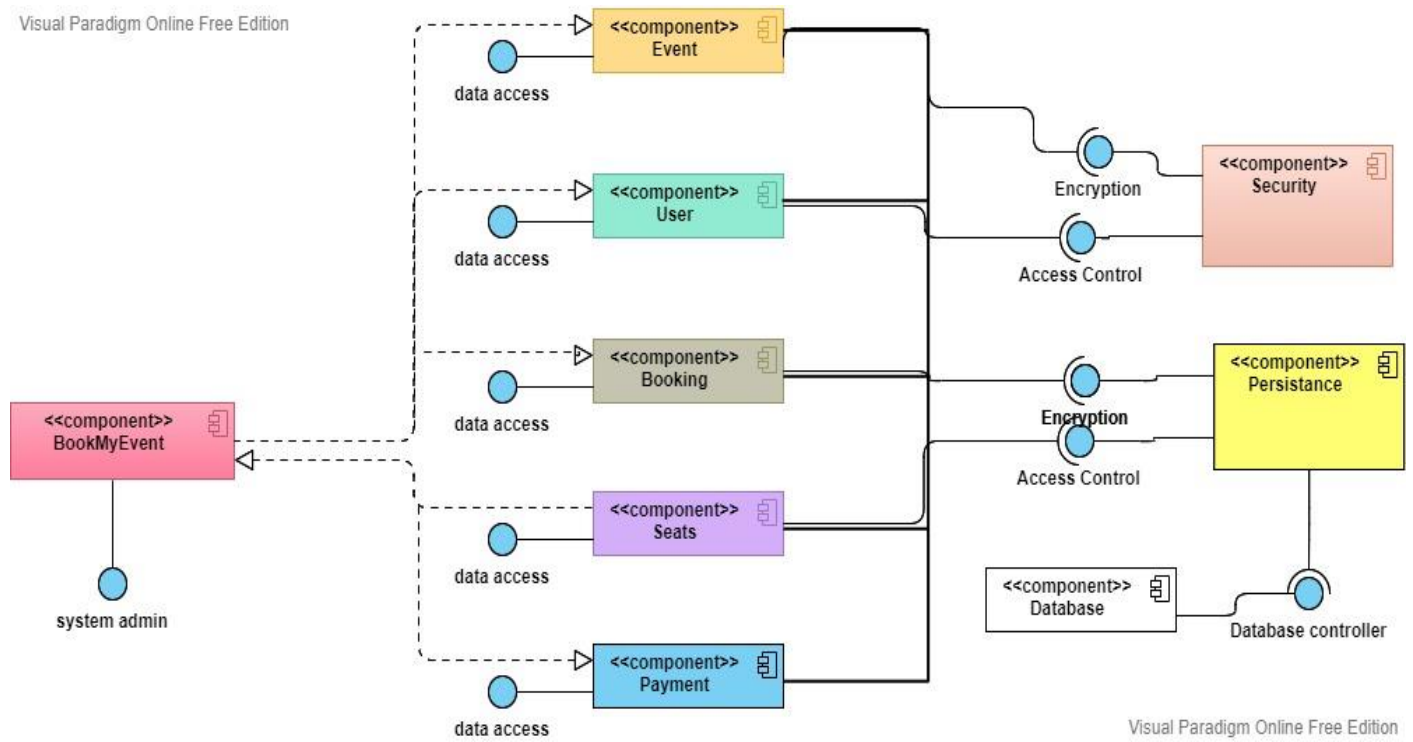 Visual Paradigm Online Free Edition
<<component>>
Event
data access
<<component>>
User
data access
<<component>>
Booking
data access
<<component>>
BookMyEvent
system admin
<<component>>
Seats
data access
<<component>>
Payment
data access
Encryption
<<component>>
Security
Access Control
<<component>>
Persistance
Encryption
Access Control
<<component>>
Database
Database controller
Visual Paradigm Online Free Edition